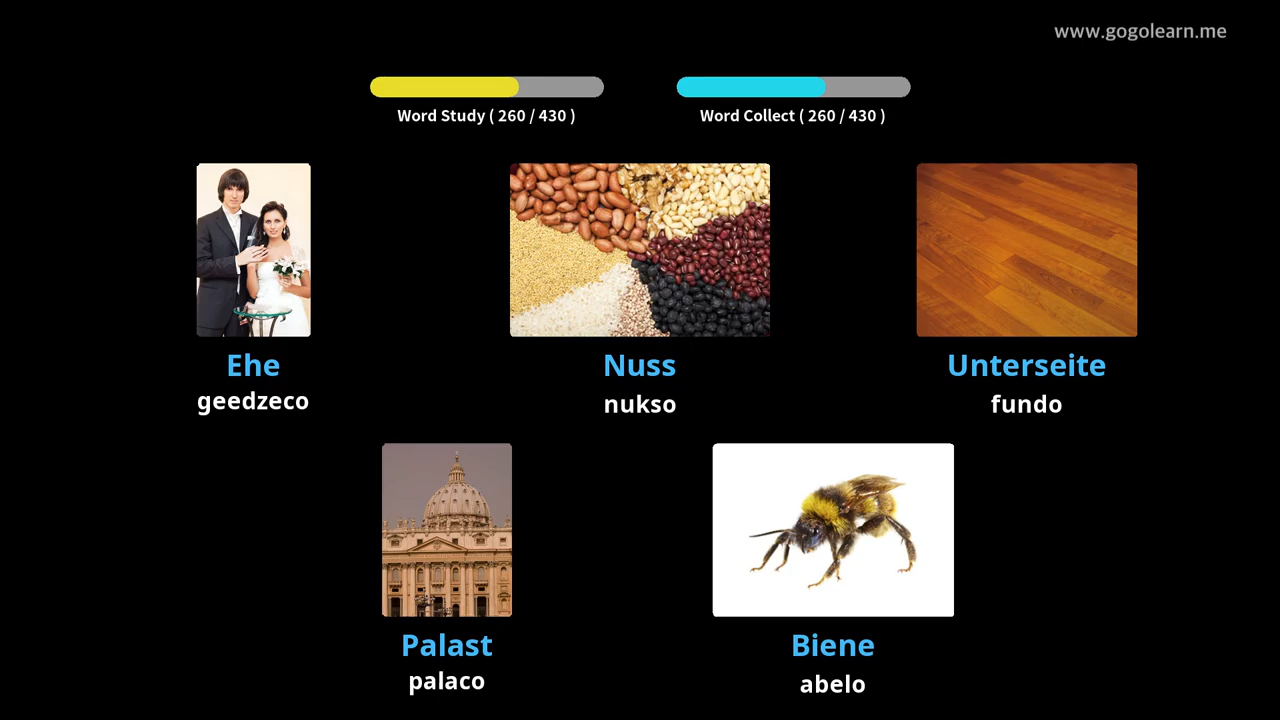 www.gogolearn.me
Word Study ( 260 / 430 )
Word Collect ( 260 / 430 )
Ehe
geedzeco
Nuss
nukso
Unterseite
fundo
Palast
palaco
Biene
abelo